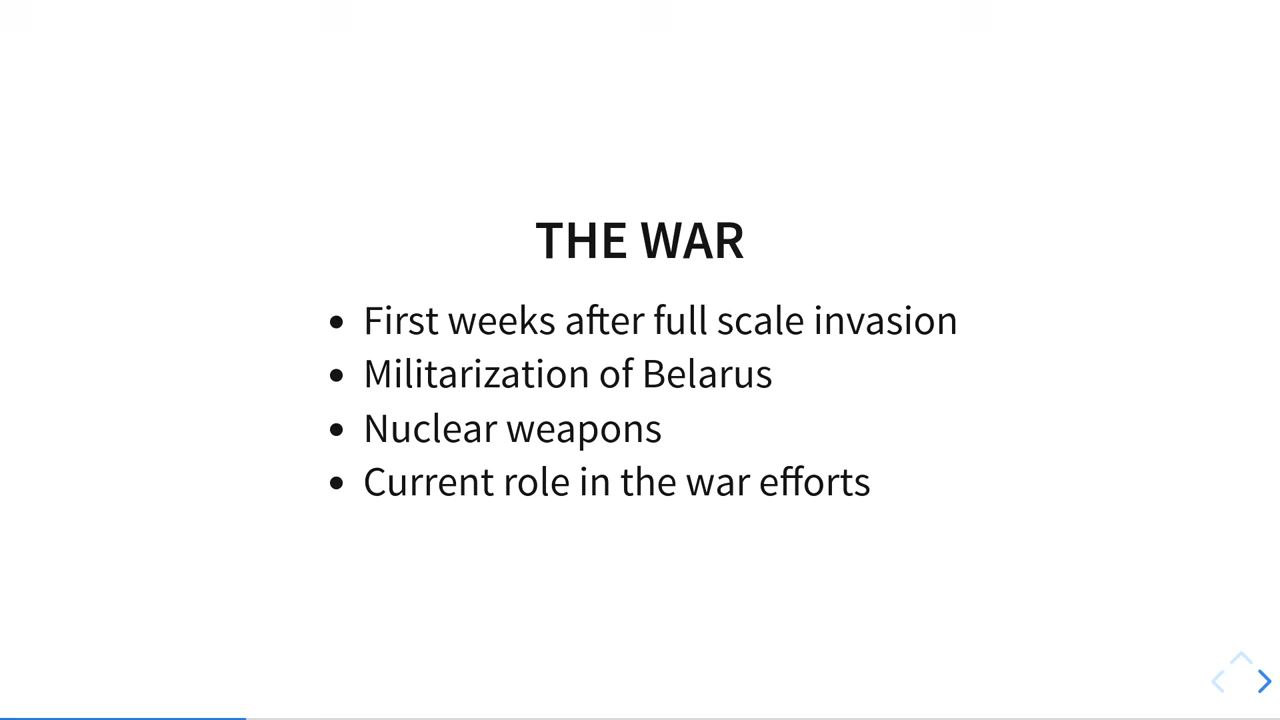 THE WAR
• First weeks after full scale invasion
• Militarization of Belarus
• Nuclear weapons
• Current role in the war efforts